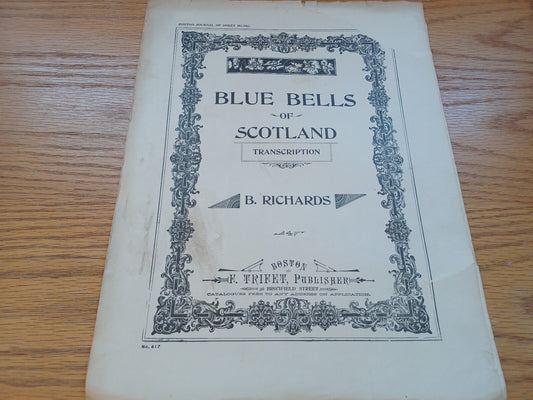 BOSTON JOURNAL OF SHEET MUSIC.
BLUE BELLS
OF
SCOTLAND
TRANSCRIPTION
B. RICHARDS
BOSTON
F. TRIFET, PUBLISHER
36 BROMFIELD STREET
CATALOGUES FREE TO ANY ADDRESS ON APPLICATION.
No. 417